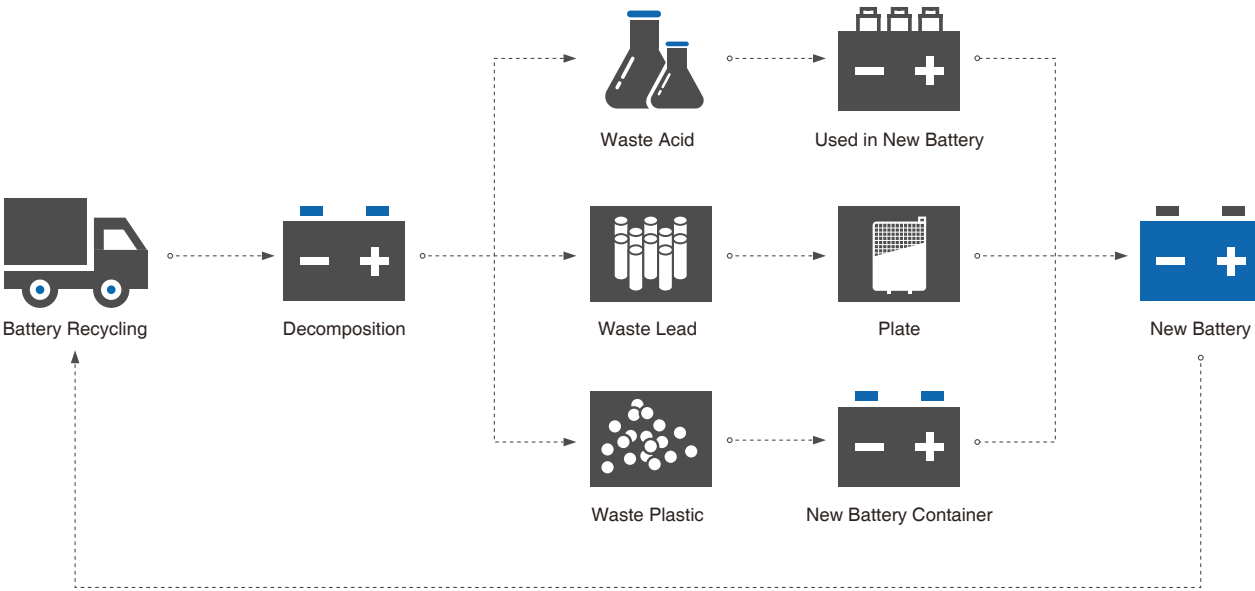 Waste Acid
Used in New Battery
Battery Recycling
Decomposition
Waste Lead
Plate
New Battery
Waste Plastic
New Battery Container